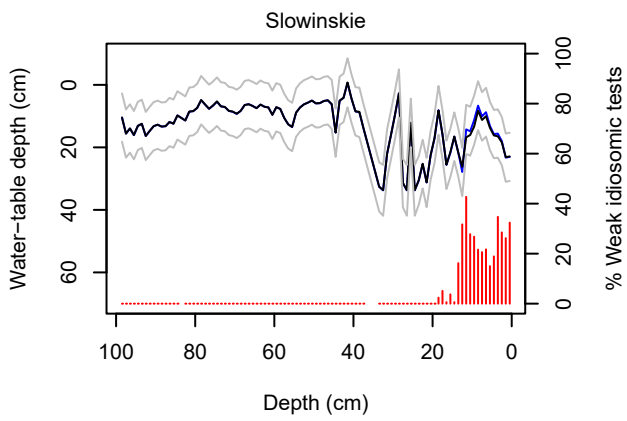 Slowinskie
Water−table depth (cm)
0
20
40
60
100
80
60
40
20
0
% Weak idiosomic tests
100 80 60 40 20 0
Depth (cm)